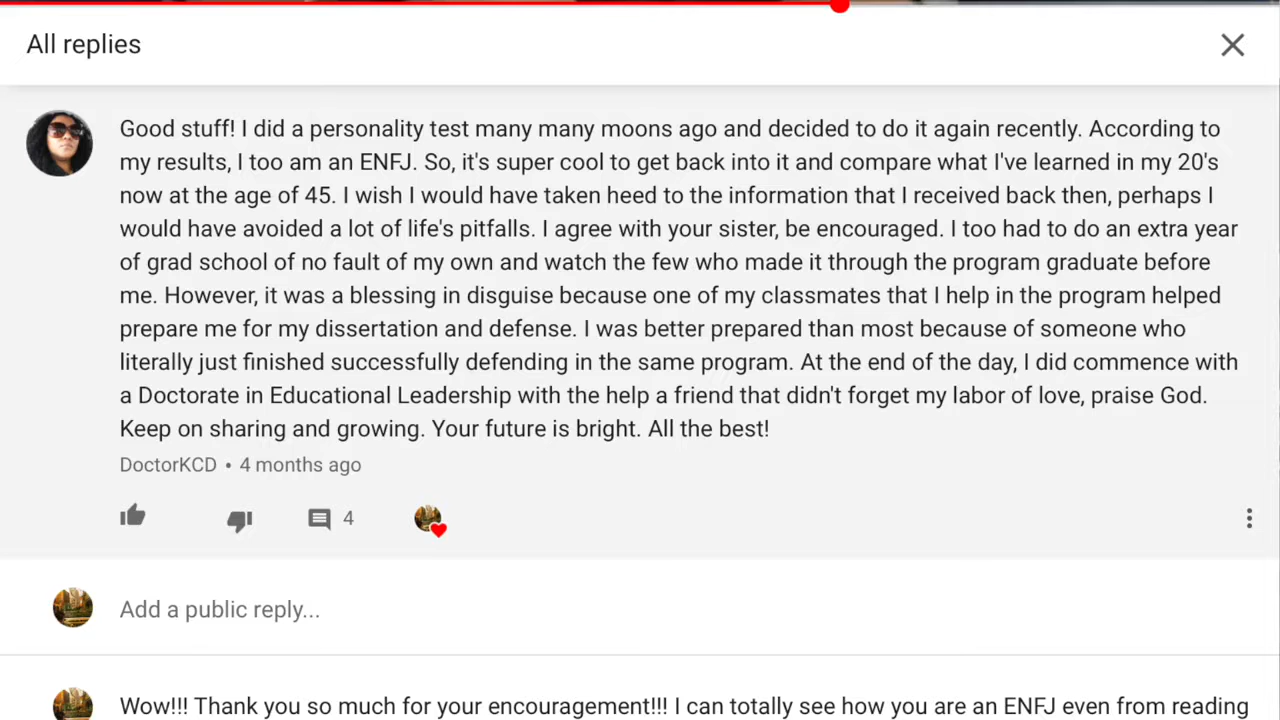 All replies
Good stuff! I did a personality test many many moons ago and decided to do it again recently. According to
my results, I too am an ENFJ. So, it's super cool to get back into it and compare what I've learned in my 20's
now at the age of 45. I wish I would have taken heed to the information that I received back then, perhaps I
would have avoided a lot of life's pitfalls. I agree with your sister, be encouraged. I too had to do an extra year
of grad school of no fault of my own and watch the few who made it through the program graduate before
me. However, it was a blessing in disguise because one of my classmates that I help in the program helped
prepare me for my dissertation and defense. I was better prepared than most because of someone who
literally just finished successfully defending in the same program. At the end of the day, I did commence with
a Doctorate in Educational Leadership with the help a friend that didn't forget my labor of love, praise God.
Keep on sharing and growing. Your future is bright. All the best!
DoctorKCD • 4 months ago
4
Add a public reply...
Wow!!! Thank you so much for your encouragement!!! I can totally see how you are an ENFJ even from reading